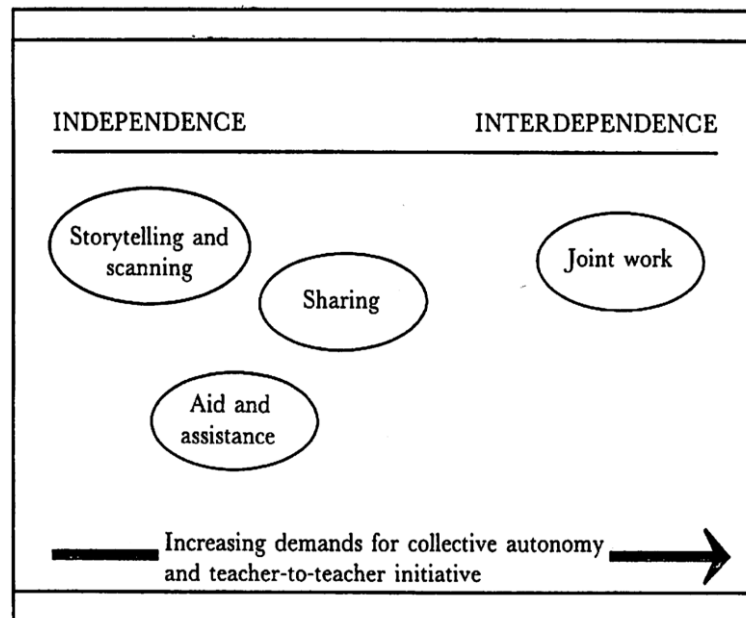 INDEPENDENCE
INTERDEPENDENCE
Storytelling and
scanning
Sharing
Joint work
Aid and
assistance
Increasing demands for collective autonomy
and teacher-to-teacher initiative